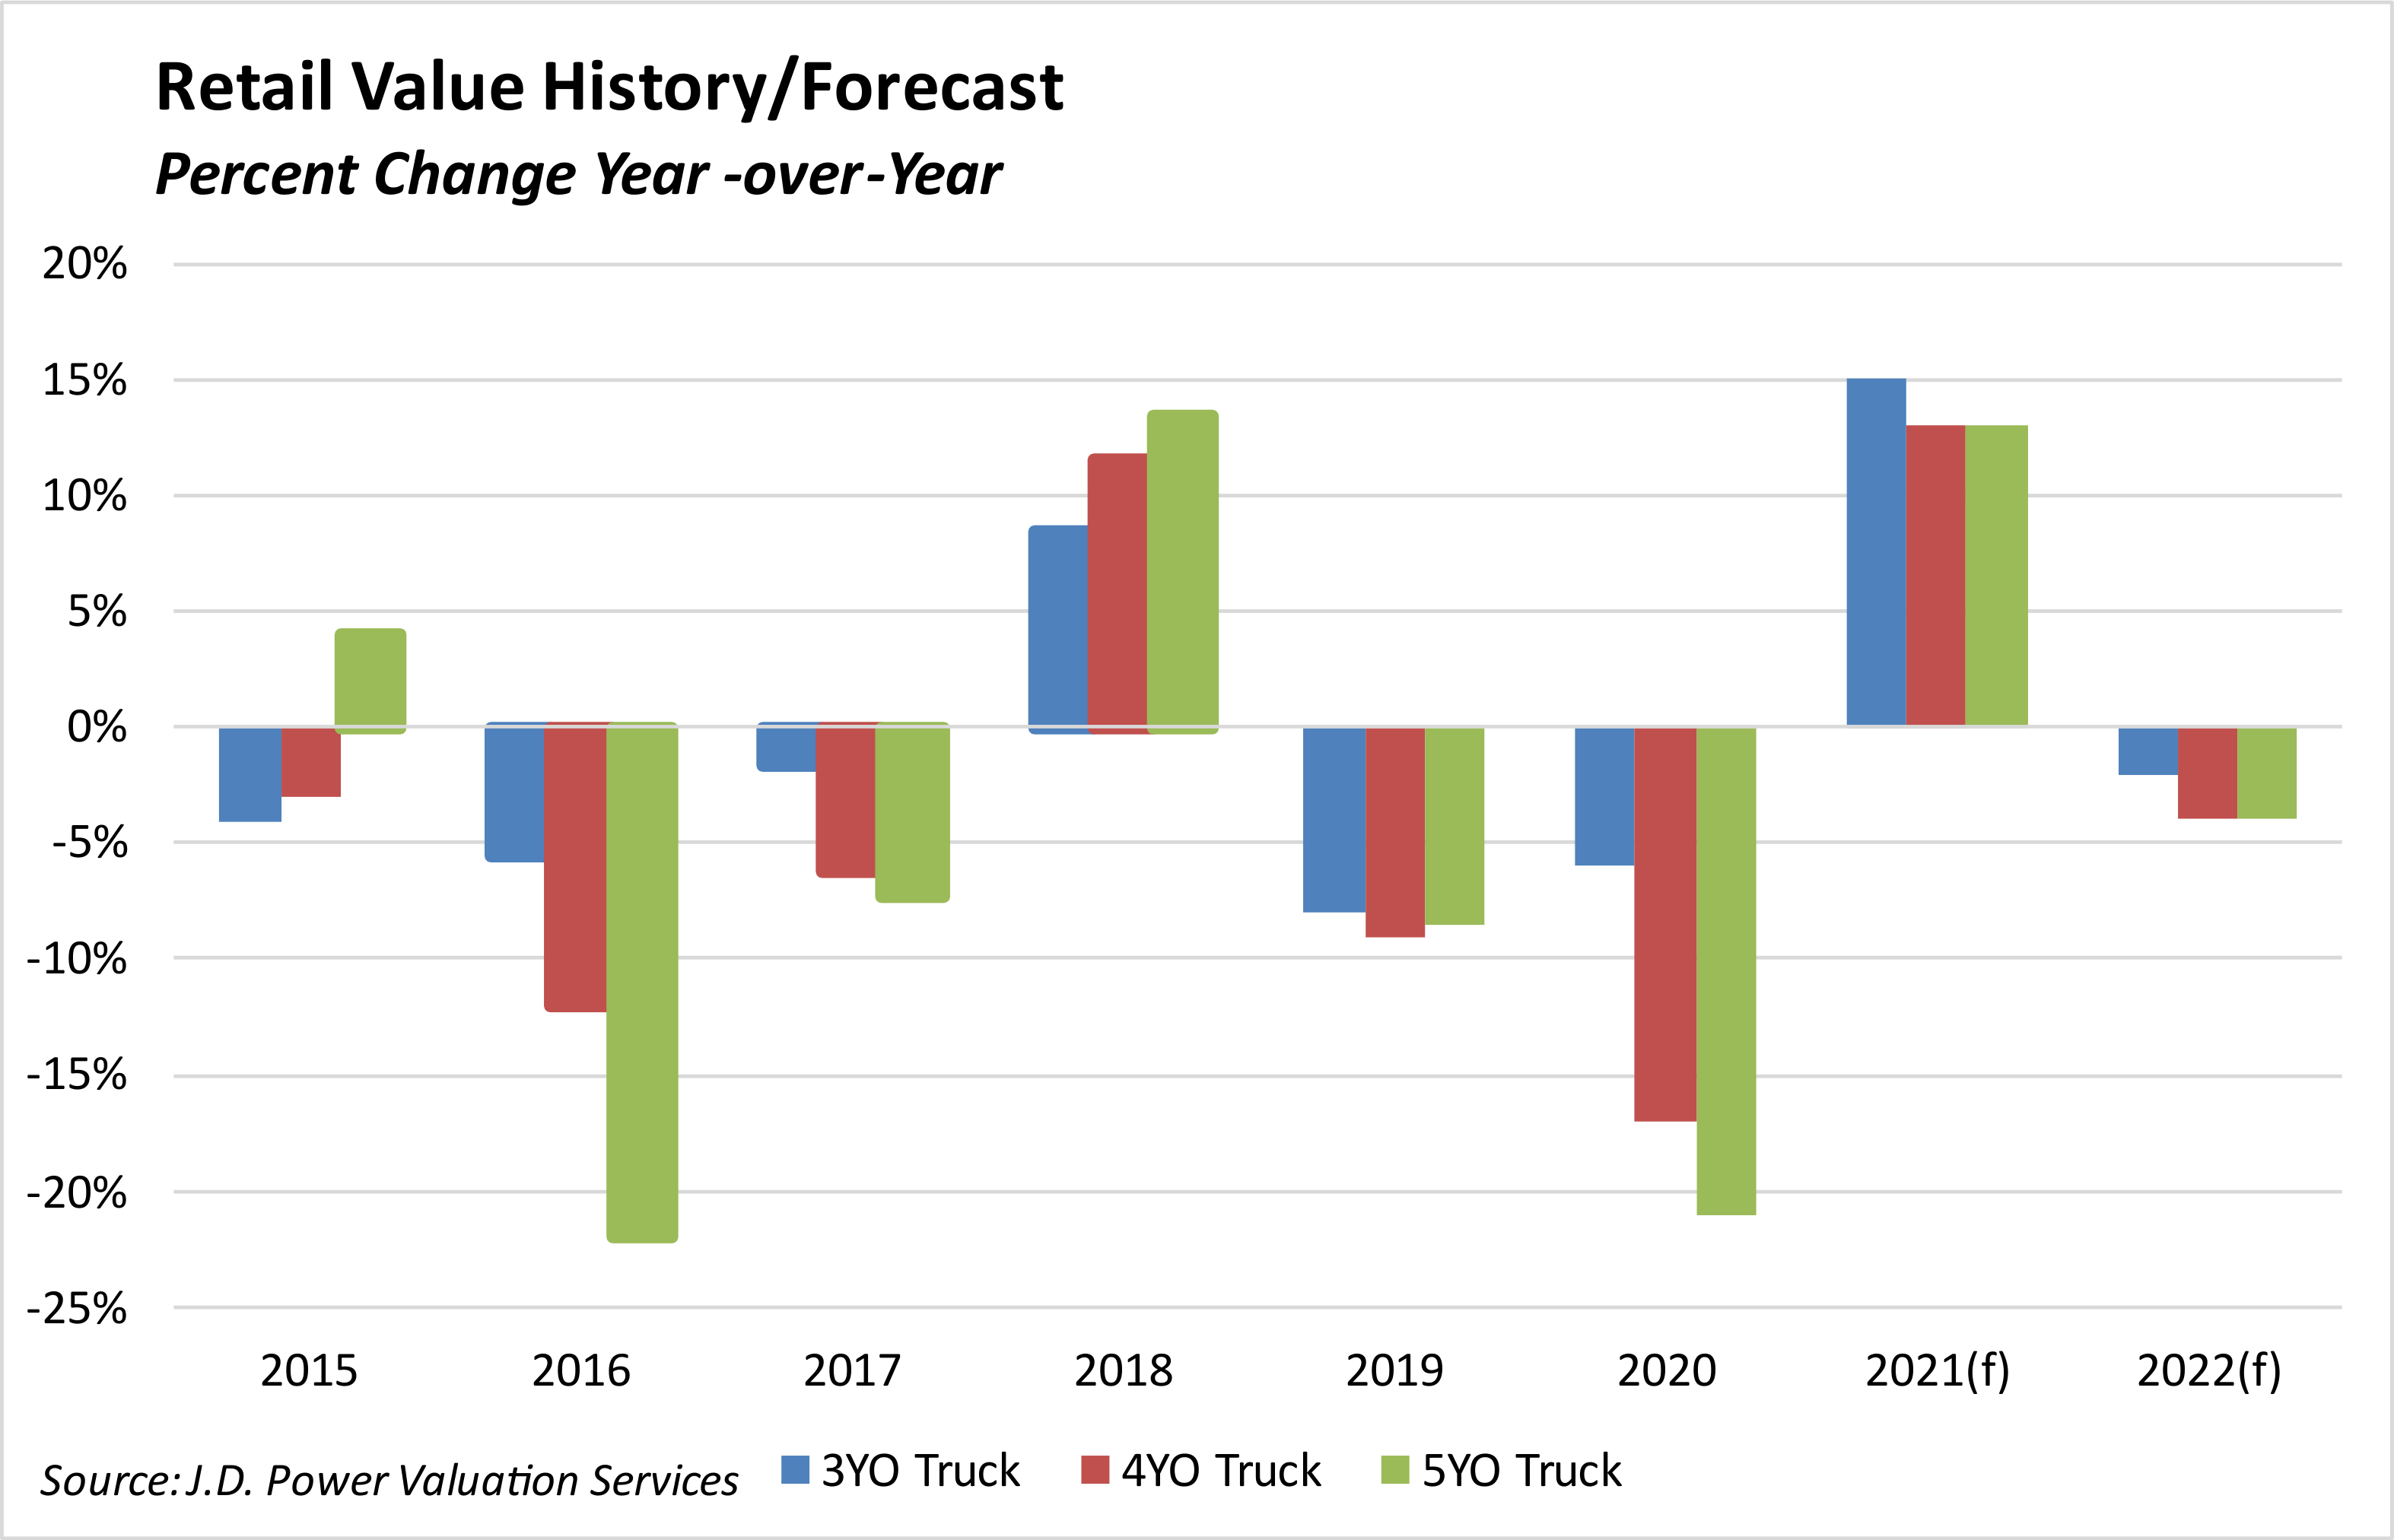 Retail Value History/Forecast
Percent Change Year -over-Year
20%
15%
10%
5%
0%
-5%
-10%
-15%
-20%
-25%
2015 2016 2017 2018 2019 2020 2021(f) 2022(f)
Source: J.D. Power Valuation Services 3YO Truck 4YO Truck 5YO Truck